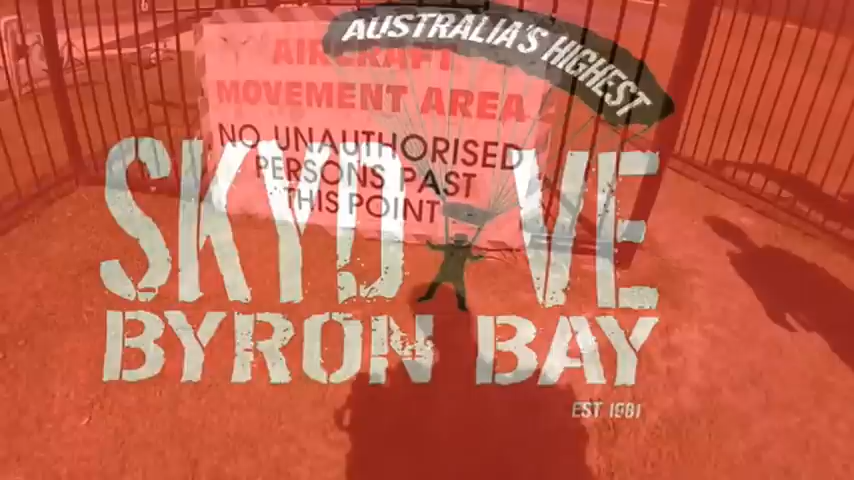 AUSTRALIA'S HIGHEST
AIRCRAFT
MOVEMENT AREA
NO UNAUTHORISED
PERSONS PAST
THIS POINT
SKYDIVE
BYRON BAY
EST 1981